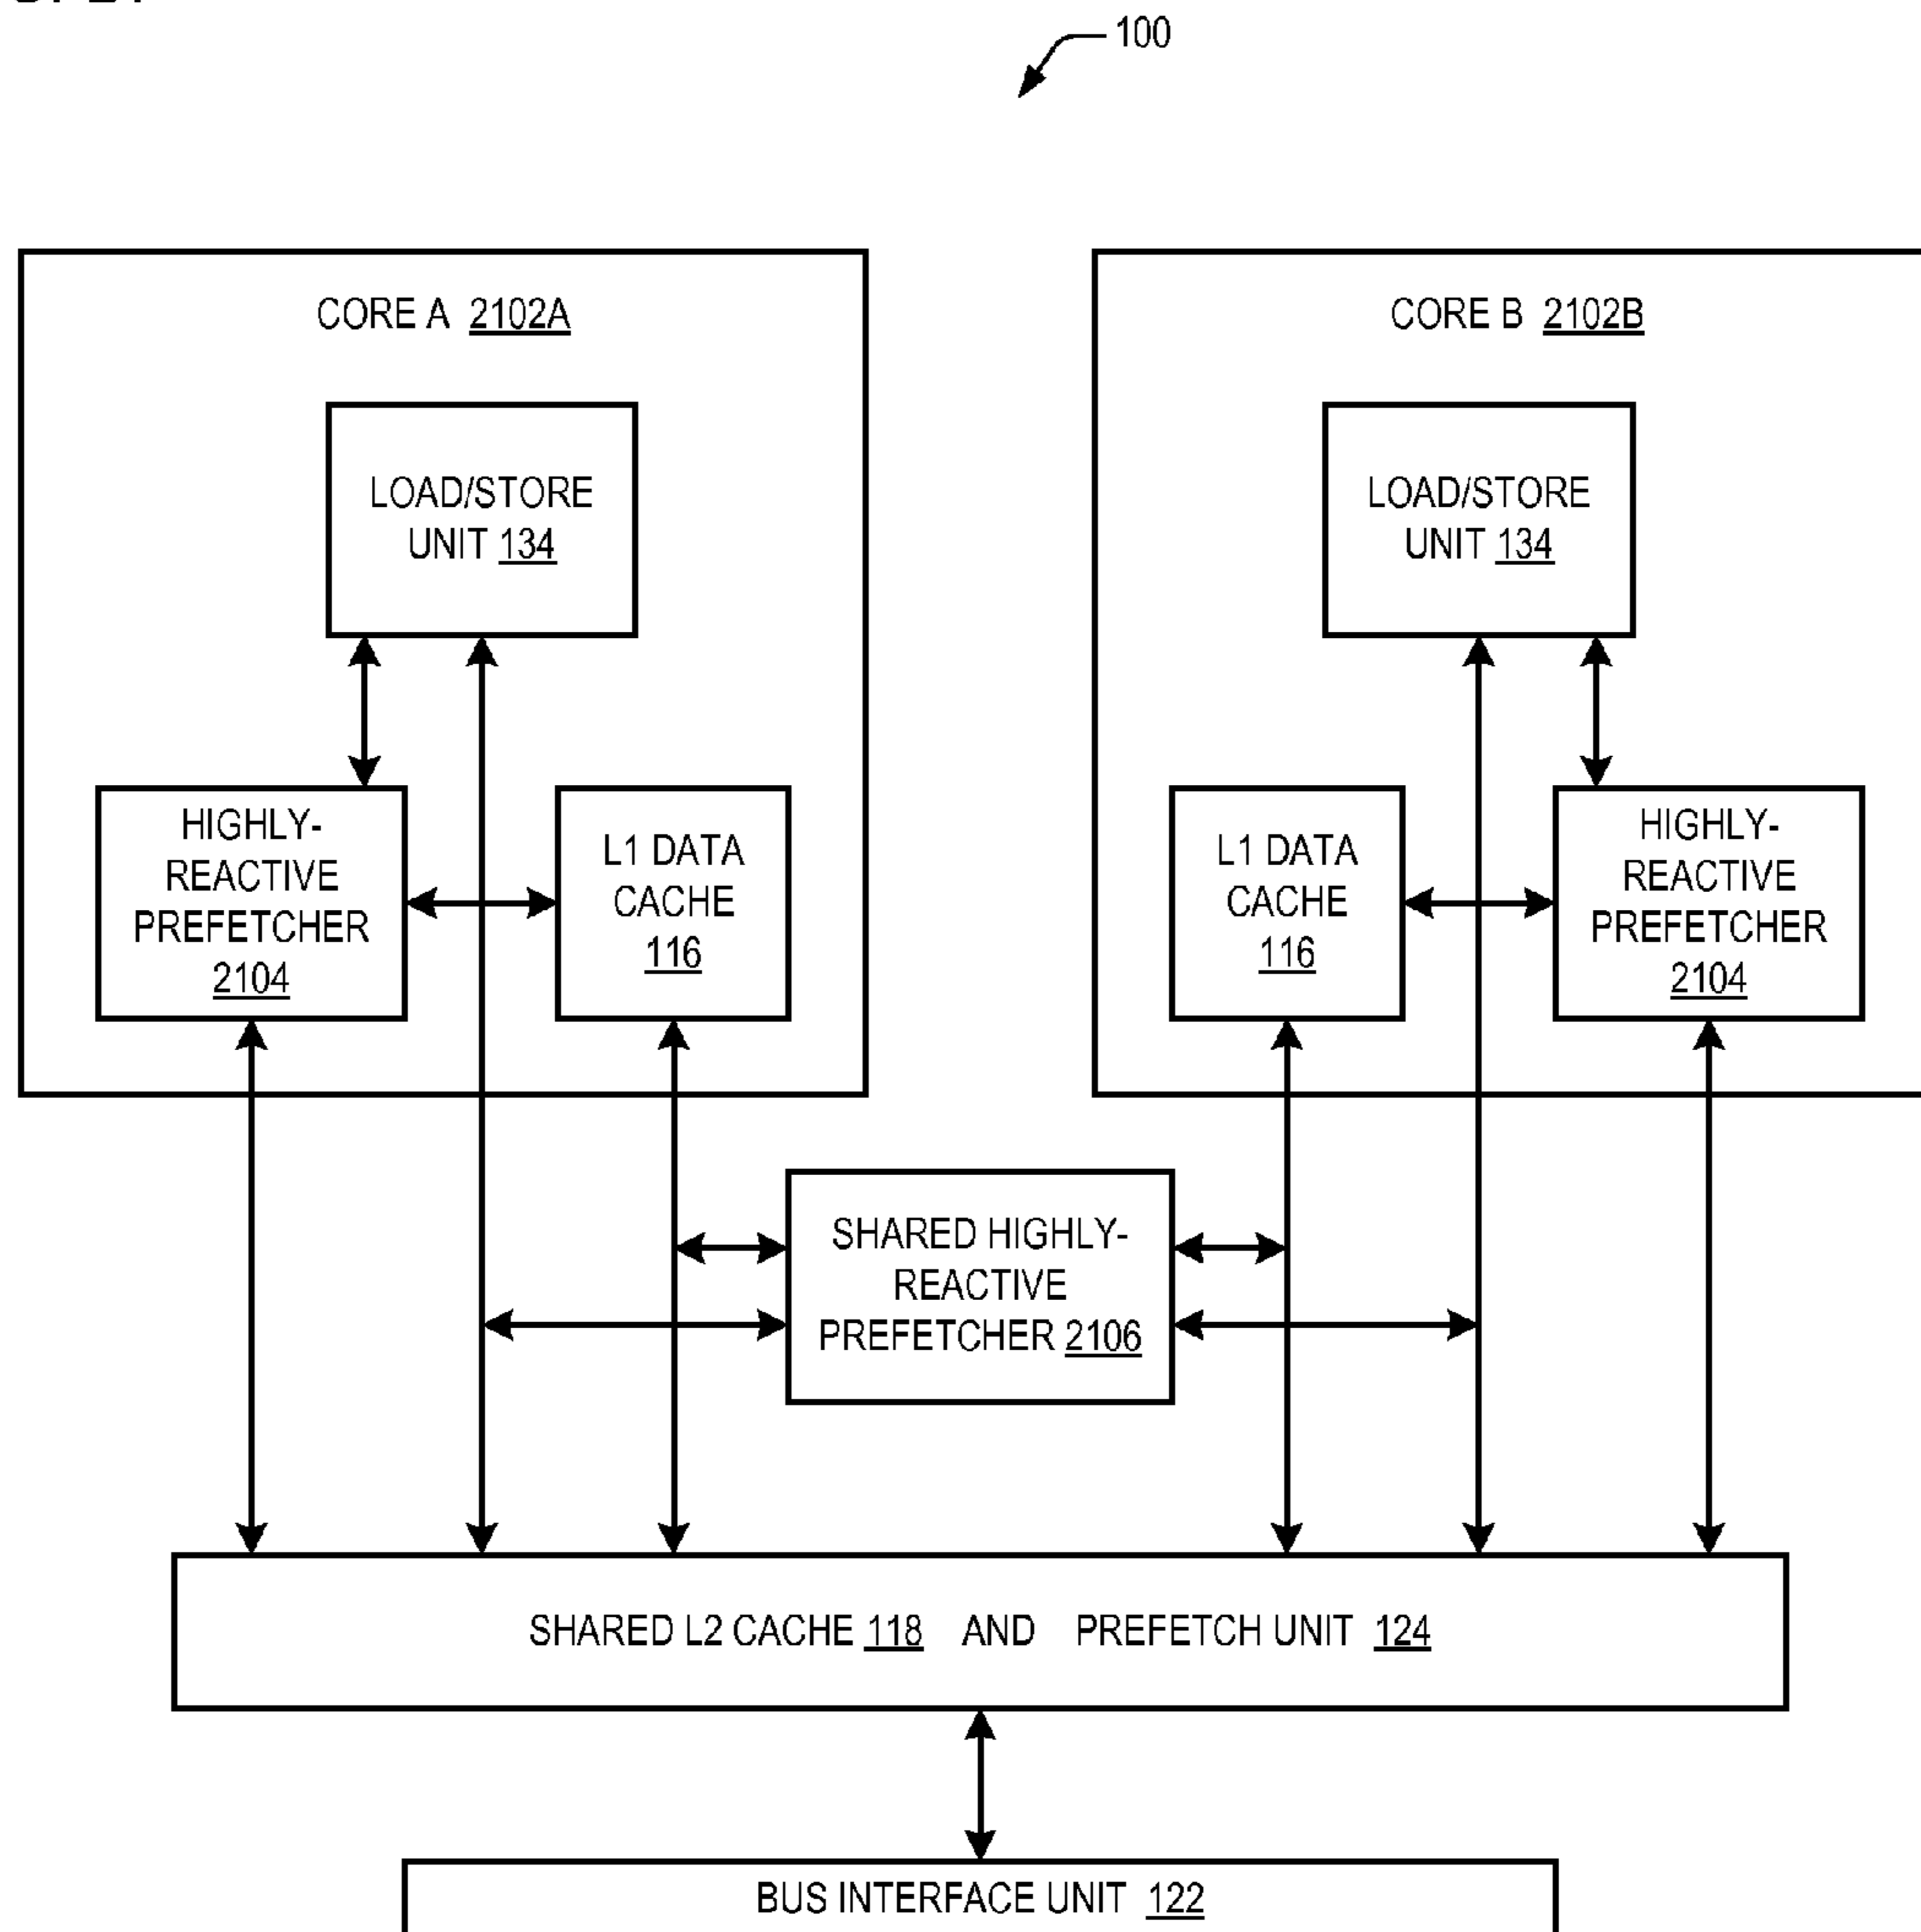 100
CORE A 2102A
LOAD/STORE
UNIT 134
HIGHLY-
REACTIVE
PREFETCHER
2104
L1 DATA
CACHE
116
CORE B 2102B
LOAD/STORE
UNIT 134
L1 DATA
CACHE
116
HIGHLY-
REACTIVE
PREFETCHER
2104
SHARED HIGHLY-
REACTIVE
PREFETCHER 2106
SHARED L2 CACHE 118 AND PREFETCH UNIT 124
BUS INTERFACE UNIT 122